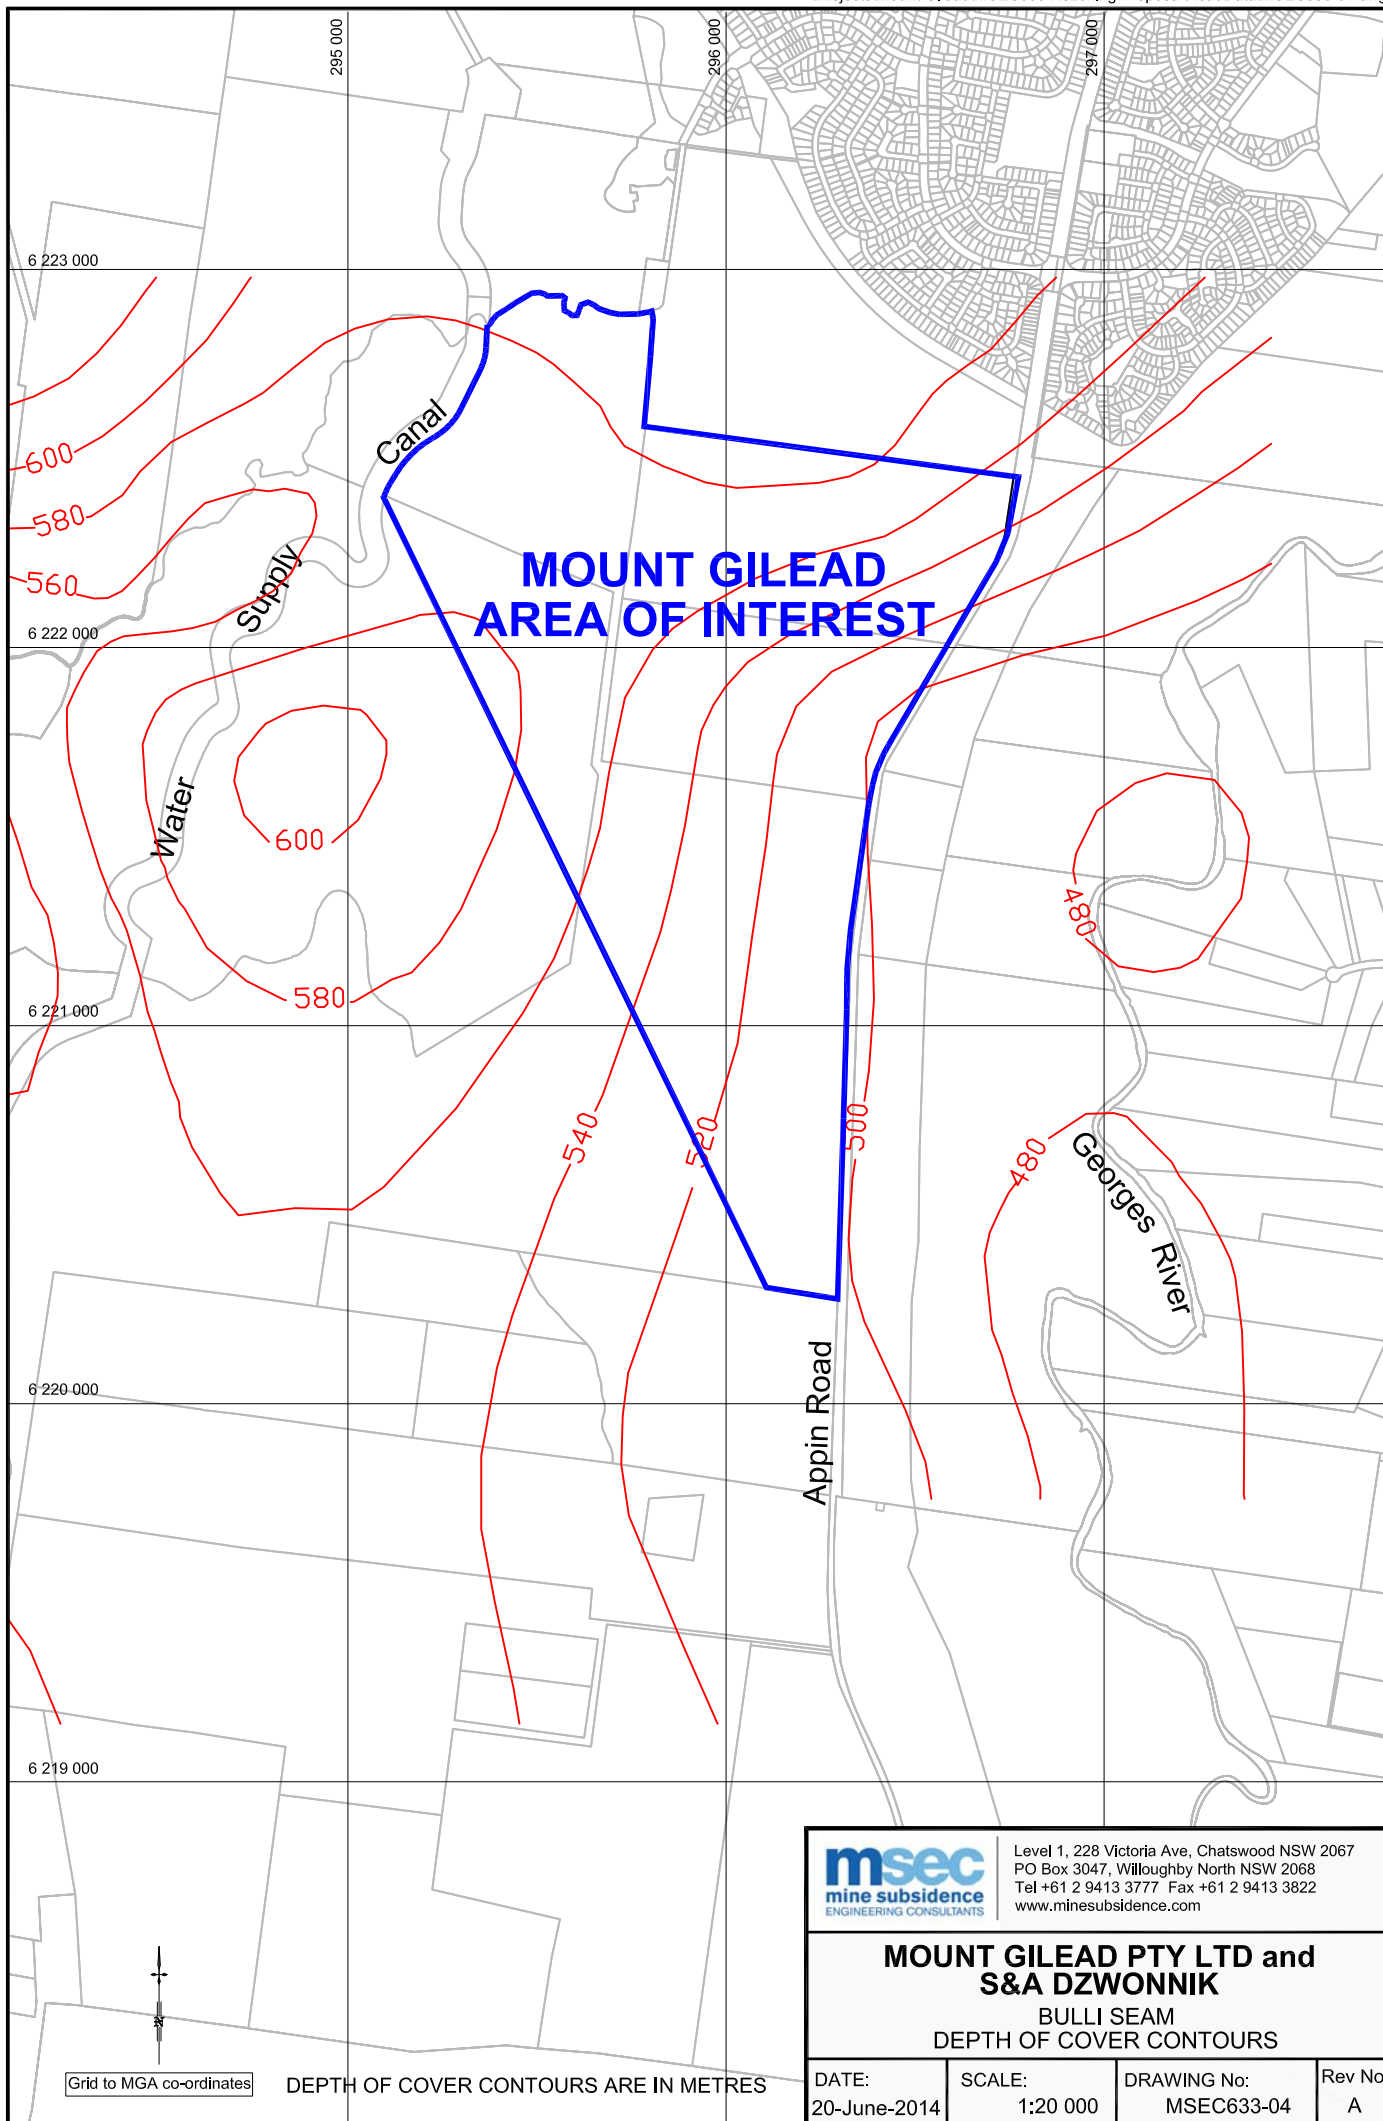 295 000
296 000
297 000
6 223 000
Canal
600
580
560
Supply
MOUNT GILEAD
AREA OF INTEREST
6 222 000
Water
600
480
580
6 221 000
540
520
500
480
Georges River
6 220 000
Appin Road
6 219 000
msec
mine subsidence
ENGINEERING CONSULTANTS
Level 1, 228 Victoria Ave, Chatswood NSW 2067
PO Box 3047, Willoughby North NSW 2068
Tel +61 2 9413 3777 Fax +61 2 9413 3822
www.minesubsidence.com
MOUNT GILEAD PTY LTD and
S&A DZWONNIK
BULLI SEAM
DEPTH OF COVER CONTOURS
N
Grid to MGA co-ordinates
DEPTH OF COVER CONTOURS ARE IN METRES
DATE:
20-June-2014
SCALE:
1:20 000
DRAWING No:
MSEC633-04
Rev No
A